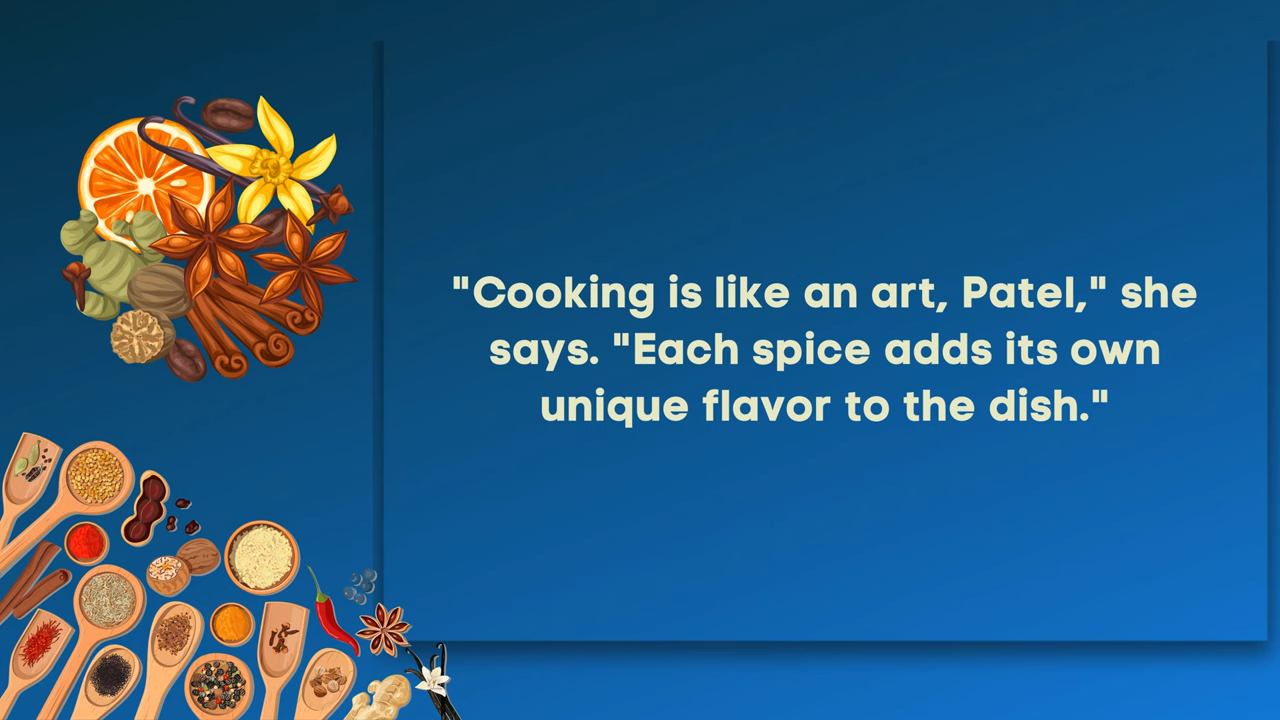 "Cooking is like an art, Patel," she
says. "Each spice adds its own
unique flavor to the dish."